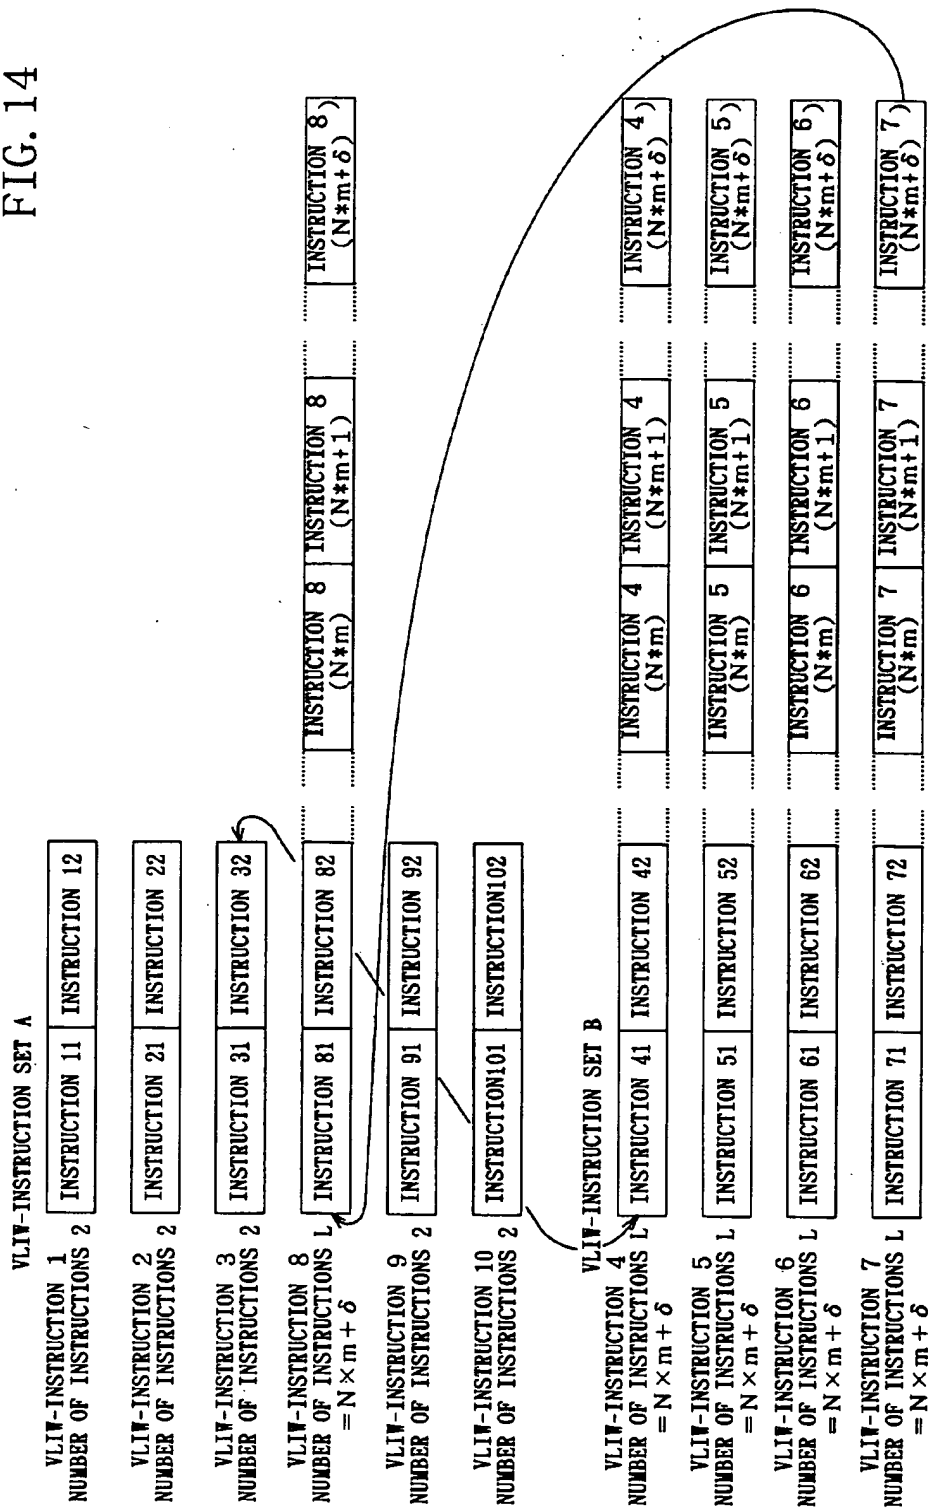 FIG. 14
VLIW-INSTRUCTION SET A
VLIW-INSTRUCTION 1
NUMBER OF INSTRUCTIONS 2
INSTRUCTION 11
INSTRUCTION 12
VLIW-INSTRUCTION 2
NUMBER OF INSTRUCTIONS 2
INSTRUCTION 21
INSTRUCTION 22
VLIW-INSTRUCTION 3
NUMBER OF INSTRUCTIONS 2
INSTRUCTION 31
INSTRUCTION 32
VLIW-INSTRUCTION 8
NUMBER OF INSTRUCTIONS L
= N × m + δ
INSTRUCTION 81
INSTRUCTION 82
INSTRUCTION 8
(N*m)
INSTRUCTION 8
(N*m+1)
INSTRUCTION 8
(N*m+δ)
VLIW-INSTRUCTION 9
NUMBER OF INSTRUCTIONS 2
INSTRUCTION 91
INSTRUCTION 92
VLIW-INSTRUCTION 10
NUMBER OF INSTRUCTIONS 2
INSTRUCTION101
INSTRUCTION102
VLIW-INSTRUCTION SET B
VLIW-INSTRUCTION 4
NUMBER OF INSTRUCTIONS L
= N × m + δ
INSTRUCTION 41
INSTRUCTION 42
INSTRUCTION 4
(N*m)
INSTRUCTION 4
(N*m+1)
INSTRUCTION 4
(N*m+δ)
VLIW-INSTRUCTION 5
NUMBER OF INSTRUCTIONS L
= N × m + δ
INSTRUCTION 51
INSTRUCTION 52
INSTRUCTION 5
(N*m)
INSTRUCTION 5
(N*m+1)
INSTRUCTION 5
(N*m+δ)
VLIW-INSTRUCTION 6
NUMBER OF INSTRUCTIONS L
= N × m + δ
INSTRUCTION 61
INSTRUCTION 62
INSTRUCTION 6
(N*m)
INSTRUCTION 6
(N*m+1)
INSTRUCTION 6
(N*m+δ)
VLIW-INSTRUCTION 7
NUMBER OF INSTRUCTIONS L
= N × m + δ
INSTRUCTION 71
INSTRUCTION 72
INSTRUCTION 7
(N*m)
INSTRUCTION 7
(N*m+1)
INSTRUCTION 7
(N*m+δ)